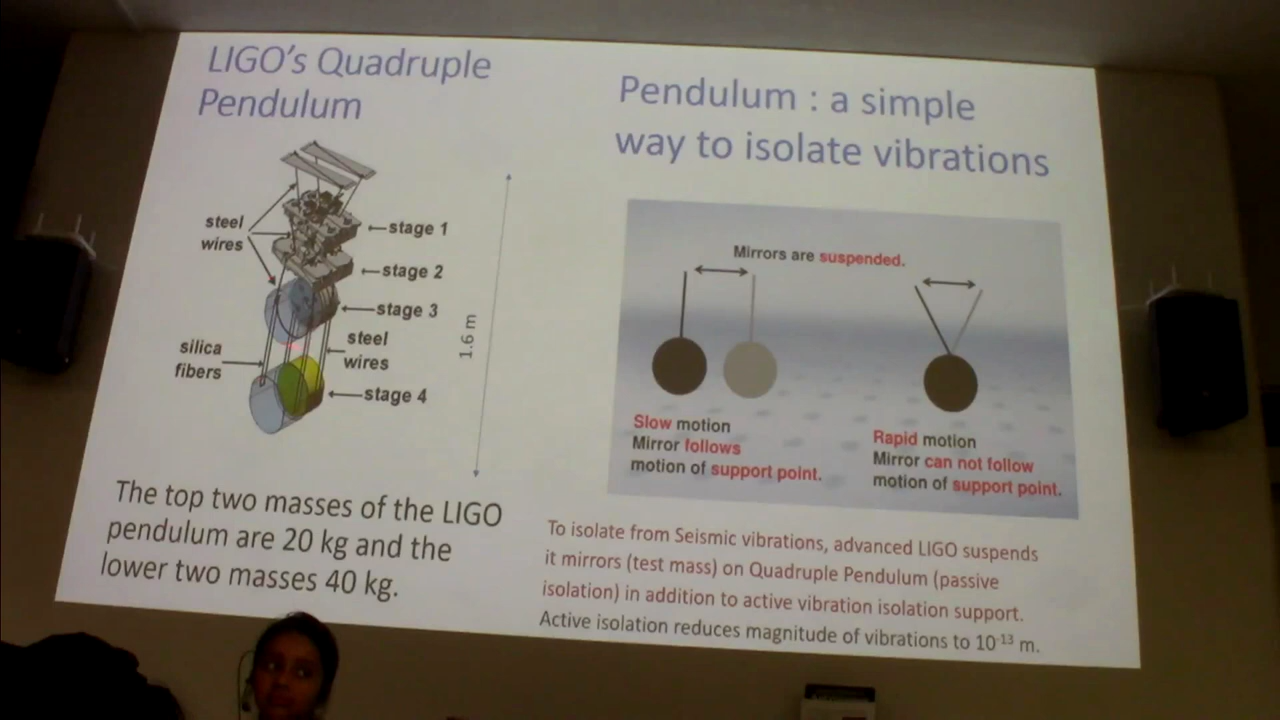 LIGO's Quadruple
Pendulum
steel
wires
stage 1
stage 2
stage 3
steel
wires
silica
fibers
stage 4
1.6 m
The top two masses of the LIGO
pendulum are 20 kg and the
lower two masses 40 kg.
Pendulum : a simple
way to isolate vibrations
Mirrors are suspended.
Slow motion
Mirror follows
motion of support point.
Rapid motion
Mirror can not follow
motion of support point.
To isolate from Seismic vibrations, advanced LIGO suspends
it mirrors (test mass) on Quadruple Pendulum (passive
isolation) in addition to active vibration isolation support.
Active isolation reduces magnitude of vibrations to 10⁻¹³ m.